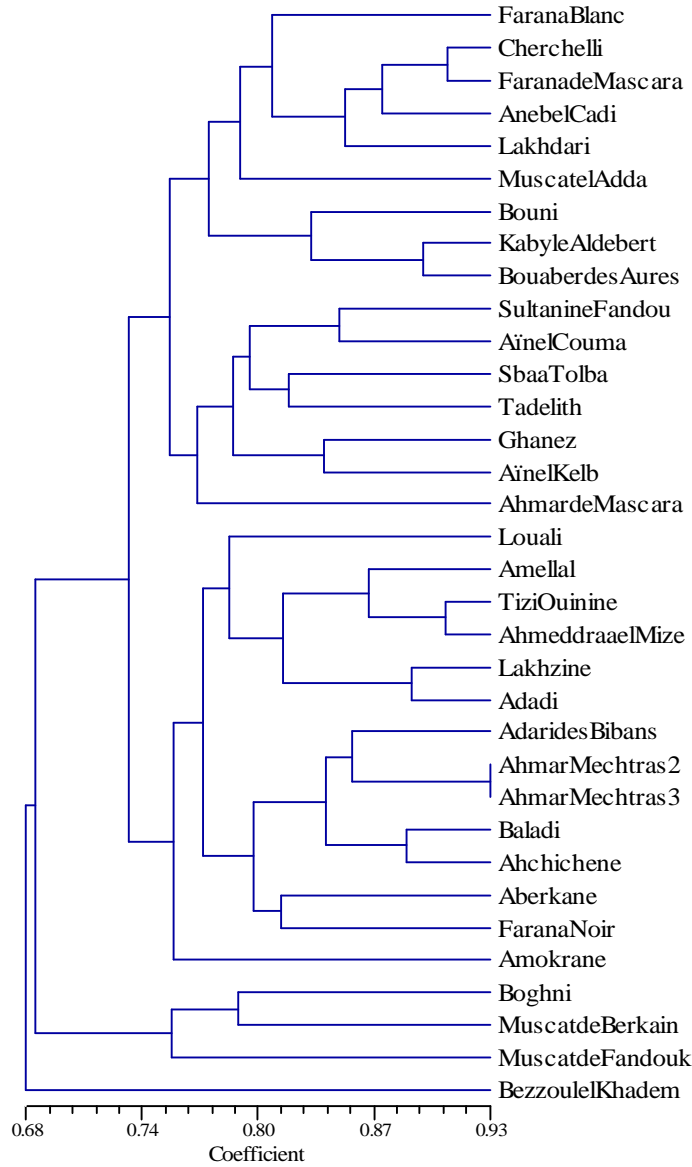 FaranaBlanc
Cherchelli
FaranadeMascara
AnebelCadi
Lakhdari
MuscatelAdda
Bouni
KabyleAldebert
BouaberdesAures
SultanineFandou
AïnelCouma
SbaaTolba
Tadelith
Ghanez
AïnelKelb
AhmardeMascara
Louali
Amellal
TiziOuinine
AhmeddraaelMize
Lakhzine
Adadi
AdaridesBibans
AhmarMechtras2
AhmarMechtras3
Baladi
Ahchichene
Aberkane
FaranaNoir
Amokrane
Boghni
MuscatdeBerkain
MuscatdeFandouk
BezzoulelKhadem
0.68 0.74 0.80 0.87 0.93
Coefficient